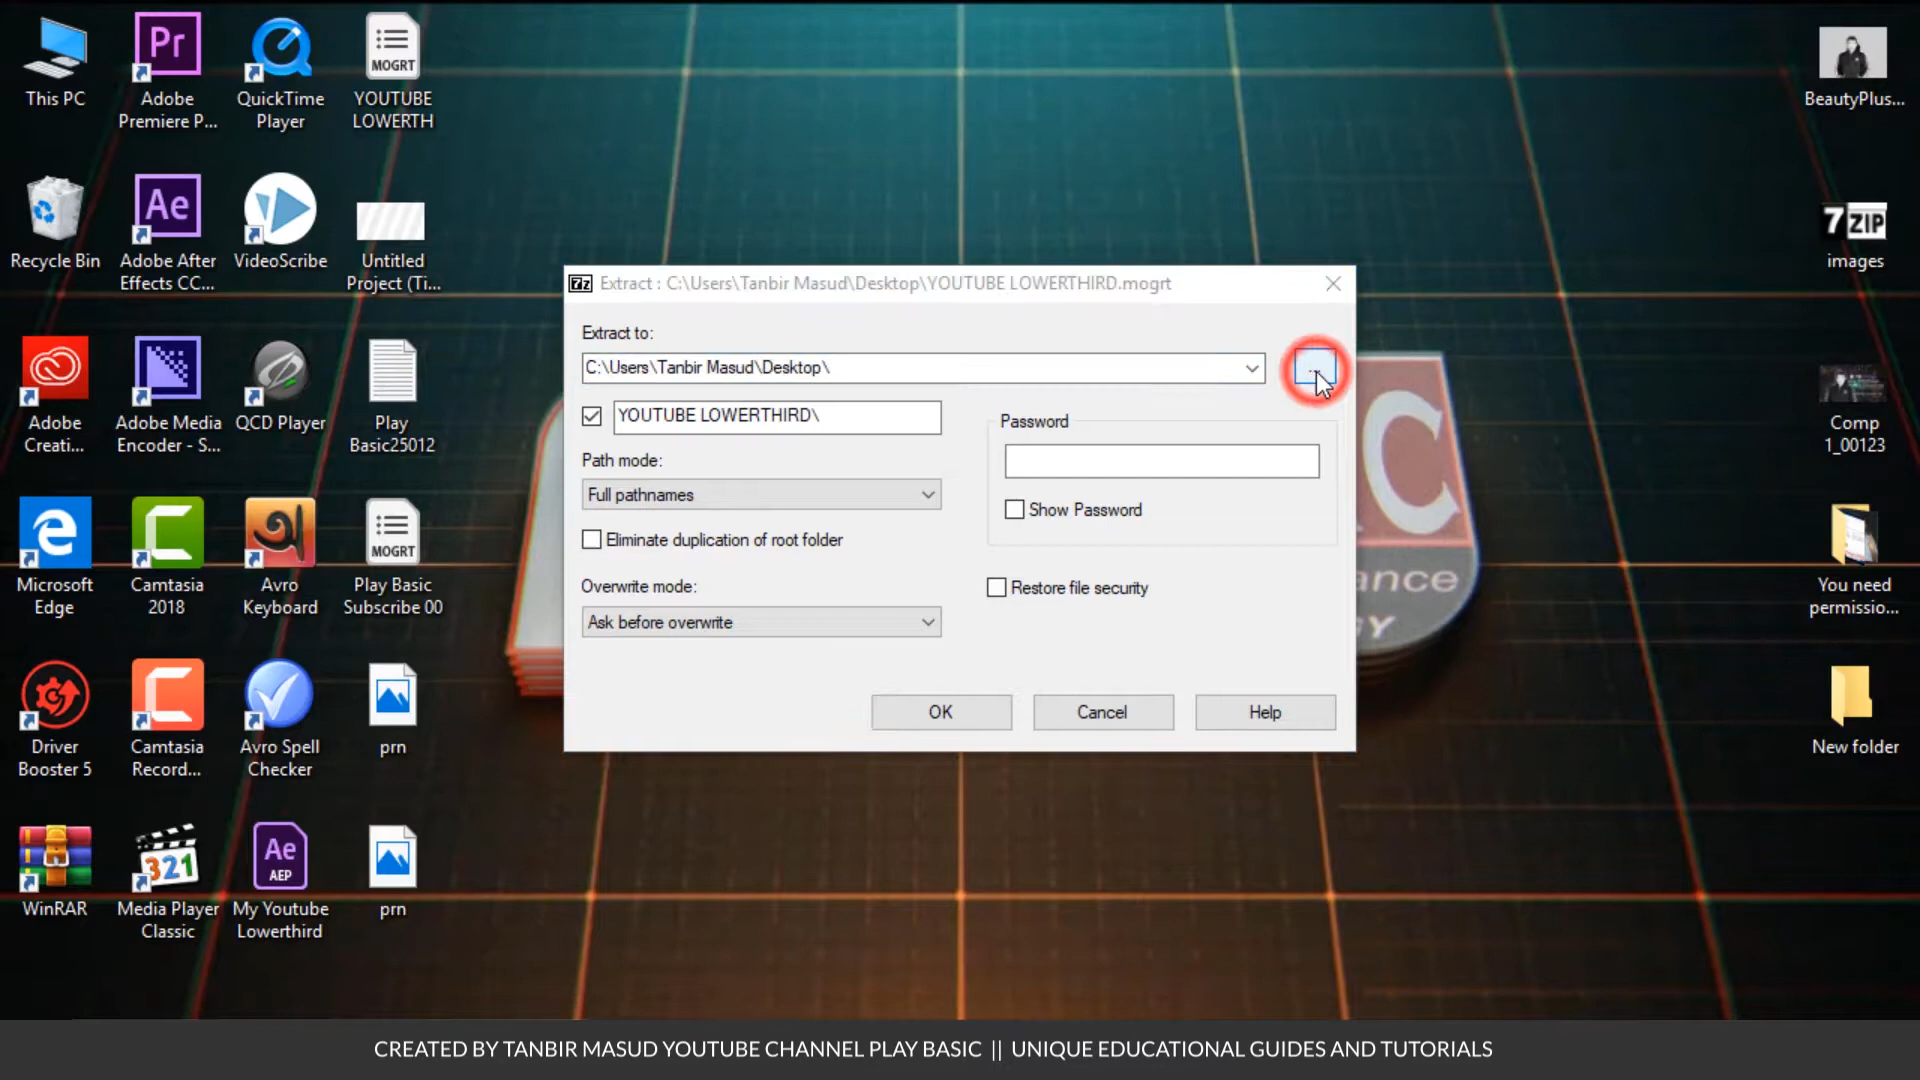 This PC
Adobe
Premiere P...
QuickTime
Player
MOGRT
YOUTUBE
LOWERTH
BeautyPlus...
Recycle Bin
Adobe After
Effects CC...
VideoScribe
Untitled
Project (Ti...
7ZIP
images
Adobe
Creati...
Adobe Media
Encoder - S...
QCD Player
Play
Basic25012
Comp
1_00123
Microsoft
Edge
Camtasia
2018
Avro
Keyboard
MOGRT
Play Basic
Subscribe 00
You need
permissio...
Driver
Booster 5
Camtasia
Record...
Avro Spell
Checker
prn
New folder
WinRAR
321
Media Player
Classic
Ae
AEP
My Youtube
Lowerthird
prn
Pr
Ae
7z Extract : C:\Users\Tanbir Masud\Desktop\YOUTUBE LOWERTHIRD.mogrt
Extract to:
C:\Users\Tanbir Masud\Desktop\
...
YOUTUBE LOWERTHIRD\
Password
Path mode:
Full pathnames
Show Password
Eliminate duplication of root folder
Overwrite mode:
Restore file security
Ask before overwrite
OK
Cancel
Help
C
ance
CREATED BY TANBIR MASUD YOUTUBE CHANNEL PLAY BASIC || UNIQUE EDUCATIONAL GUIDES AND TUTORIALS